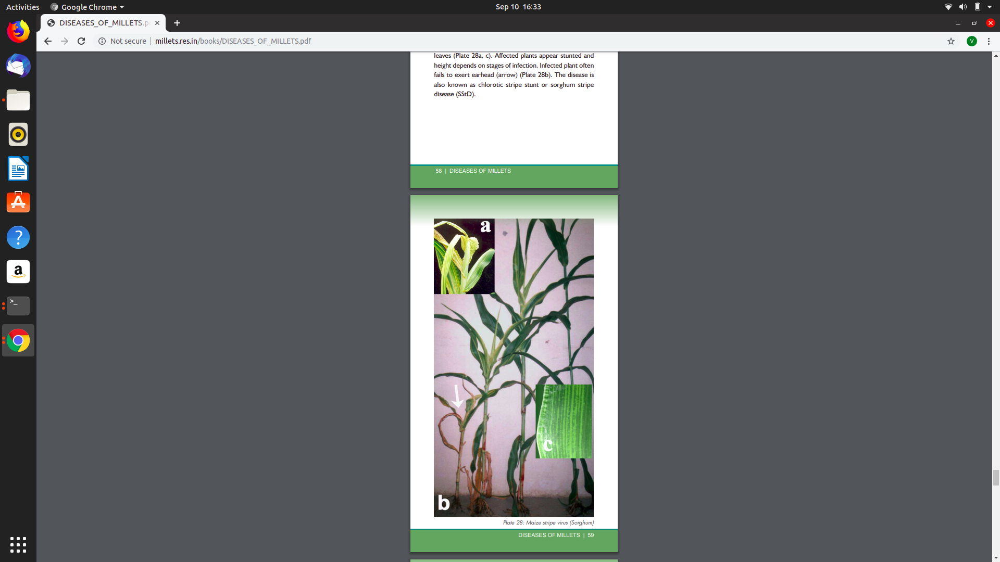 Activities
Google Chrome
Sep 10 16:33
DISEASES_OF_MILLETS.p
Not secure
millets.res.in/books/DISEASES_OF_MILLETS.pdf
V
leaves (Plate 28a, c). Affected plants appear stunted and
height depends on stages of infection. Infected plant often
fails to exert earhead (arrow) (Plate 28b). The disease is
also known as chlorotic stripe stunt or sorghum stripe
disease (SStD).
58 | DISEASES OF MILLETS
a
c
b
Plate 28: Maize stripe virus (Sorghum)
DISEASES OF MILLETS | 59